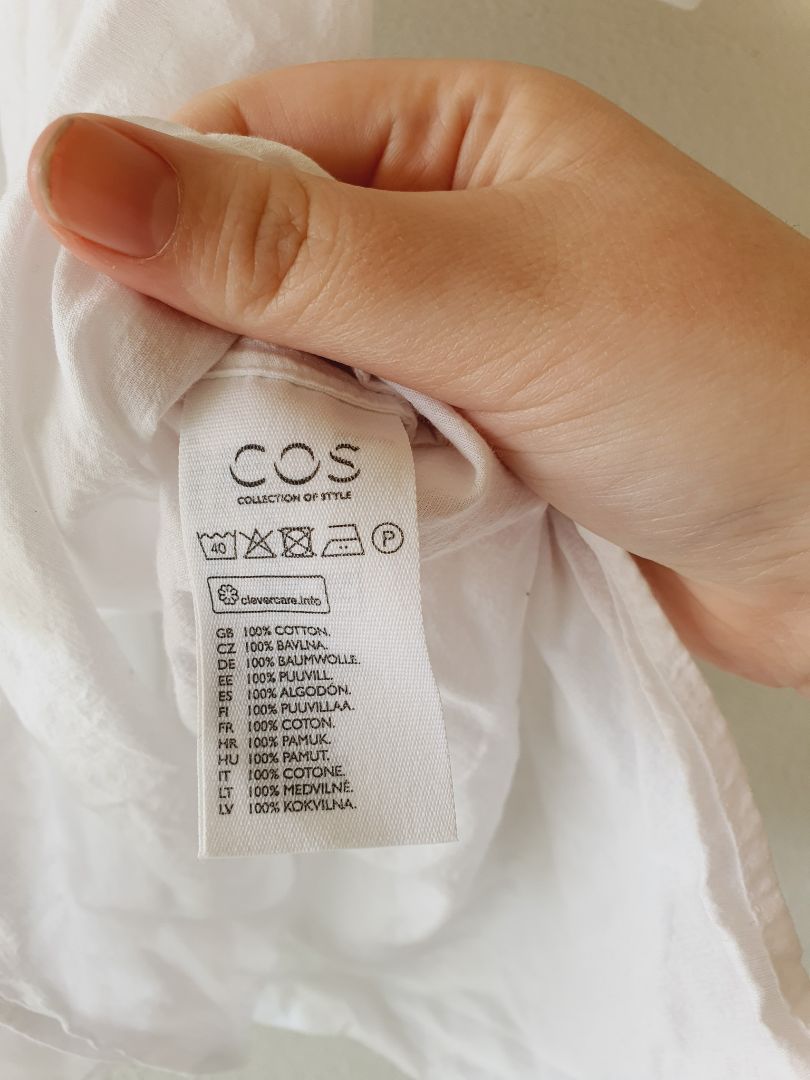 COS
COLLECTION OF STYLE
40 P
clevercare.info
GB 100% COTTON.
CZ 100% BAVLNA.
DE 100% BAUMWOLLE.
EE 100% PUUVILL.
ES 100% ALGODÓN.
FI 100% PUUVILLAA.
FR 100% COTON.
HR 100% PAMUK.
HU 100% PAMUT.
IT 100% COTONE.
LT 100% MEDVILNĖ.
LV 100% KOKVILNA.